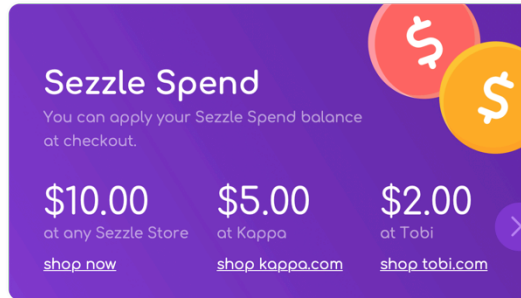 Sezzle Spend
You can apply your Sezzle Spend balance
at checkout.
$10.00 $5.00 $2.00
at any Sezzle Store at Kappa at Tobi
shop now shop kappa.com shop tobi.com
$
$